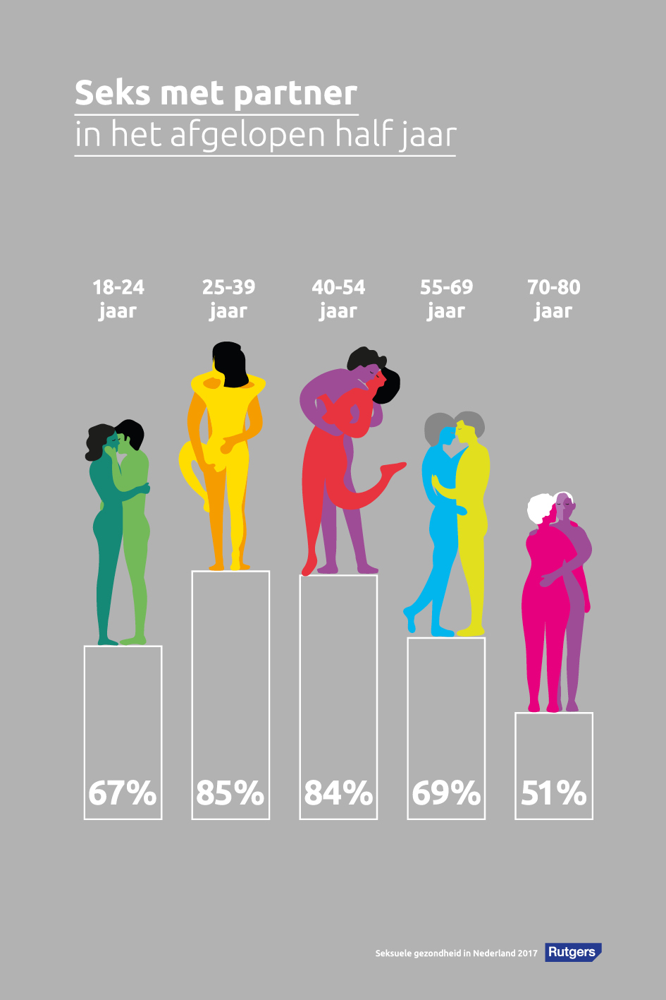 Seks met partner
in het afgelopen half jaar
18-24
jaar
25-39
jaar
40-54
jaar
55-69
jaar
70-80
jaar
67%
85%
84%
69%
51%
Seksuele gezondheid in Nederland 2017
Rutgers